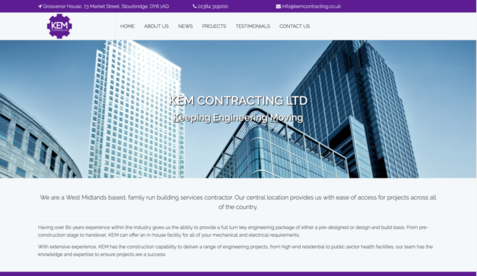 Grosvenor House, 73 Market Street, Stourbridge, DY8 1AQ
01384 319000
info@kemcontracting.co.uk
KEM
HOME ABOUT US NEWS PROJECTS TESTIMONIALS CONTACT US
KEM CONTRACTING LTD
Keeping Engineering Moving
We are a West Midlands based, family run building services contractor. Our central location provides us with ease of access for projects across all
of the country.
Having over 60 years experience within the industry gives us the ability to provide a full turn key engineering package of either a pre-designed or design and build basis. From pre-
construction stage to handover, KEM can offer an in-house facility for all of your mechanical and electrical requirements.
With extensive experience, KEM has the construction capability to deliver a range of engineering projects, from high end residential to public sector health facilities, our team has the
knowledge and expertise to ensure projects are a success.